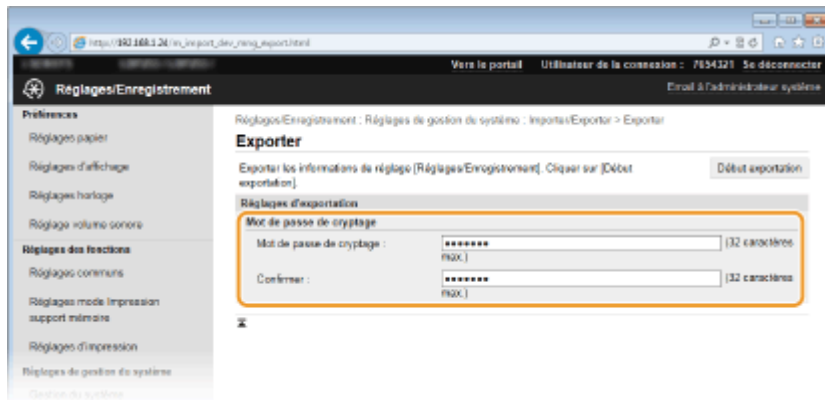 http://192.168.1.24/m_import_dev_mng_export.html
Vers le portail Utilisateur de la connexion : 7654321 Se déconnecter
Réglages/Enregistrement Email à l'administrateur système
Préférences
Réglages papier
Réglages d'affichage
Réglages horloge
Réglage volume sonore
Réglages des fonctions
Réglages communs
Réglages mode Impression
support mémoire
Réglages d'impression
Réglages de gestion du système
Gestion du système
Réglages/Enregistrement : Réglages de gestion du système : Importer/Exporter > Exporter
Exporter
Exporter les informations de réglage [Réglages/Enregistrement]. Cliquer sur [Début
exportation].
Début exportation
Réglages d'exportation
Mot de passe de cryptage
Mot de passe de cryptage : ••••••• (32 caractères
max.)
Confirmer : ••••••• (32 caractères
max.)